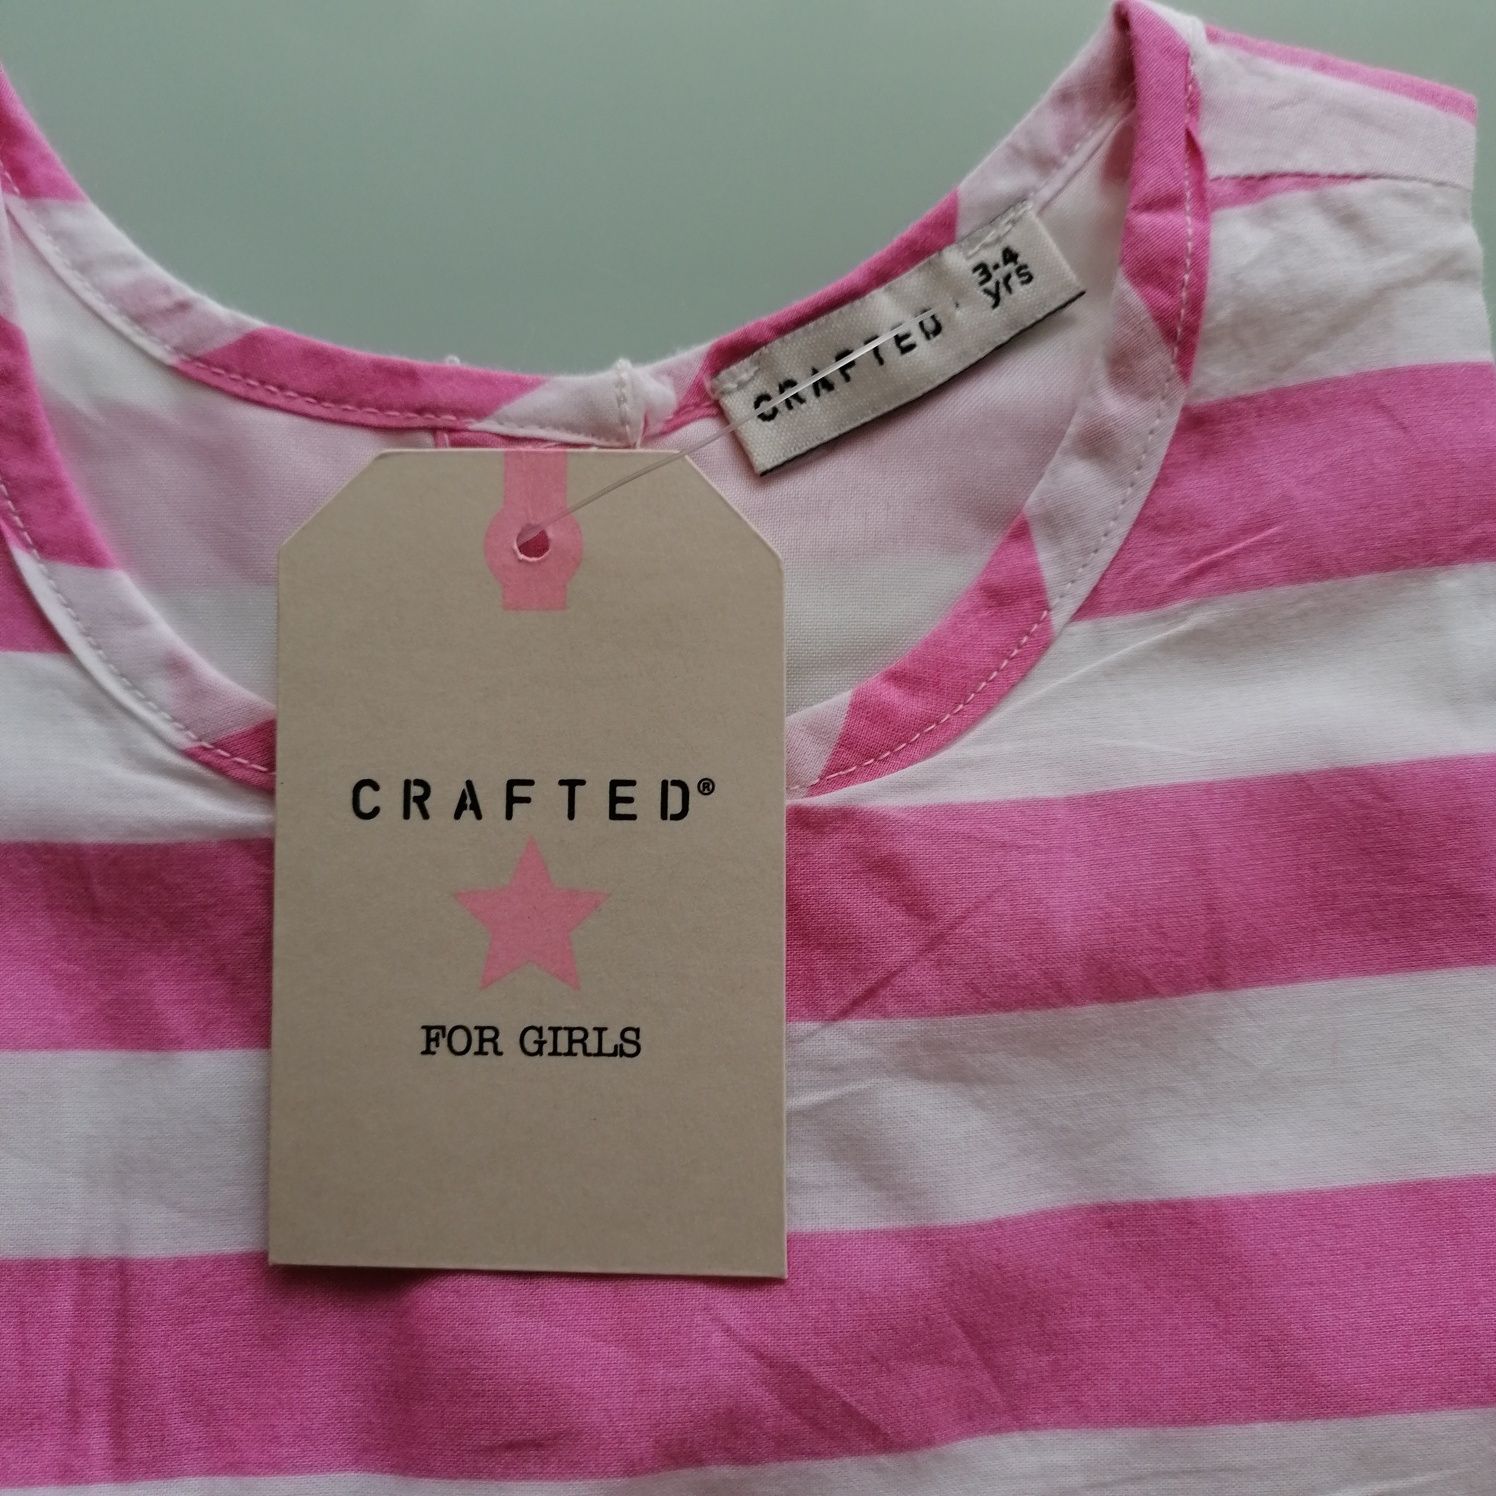 3-4
yrs
CRAFTED
CRAFTED®
FOR GIRLS